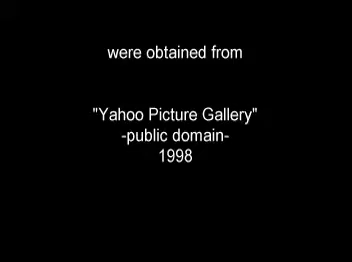 were obtained from
"Yahoo Picture Gallery"
-public domain-
1998